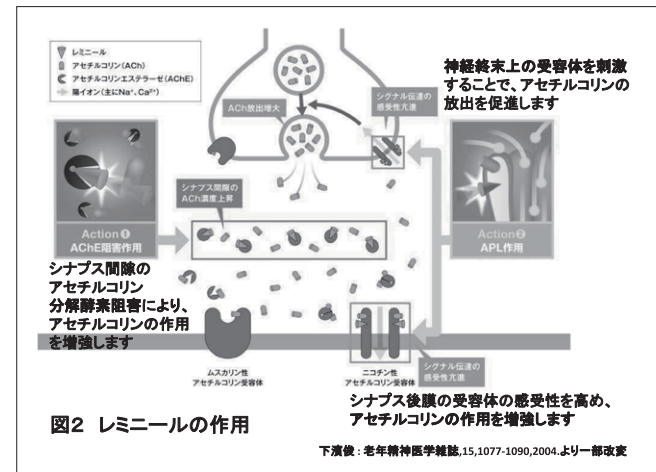 レミニール
アセチルコリン(ACh)
アセチルコリンエステラーゼ(AChE)
陽イオン(主にNa⁺、Ca²⁺)
神経終末上の受容体を刺激
することで、アセチルコリンの
放出を促進します
ACh放出増大
シグナル伝達の
感受性亢進
シナプス間隙の
ACh濃度上昇
Action❶
AChE阻害作用
Action❷
APL作用
シナプス間隙の
アセチルコリン
分解酵素阻害により、
アセチルコリンの作用
を増強します
ムスカリン性
アセチルコリン受容体
ニコチン性
アセチルコリン受容体
シグナル伝達の
感受性亢進
シナプス後膜の受容体の感受性を高め、
アセチルコリンの作用を増強します
図2 レミニールの作用
下濱俊:老年精神医学雑誌,15,1077-1090,2004.より一部改変